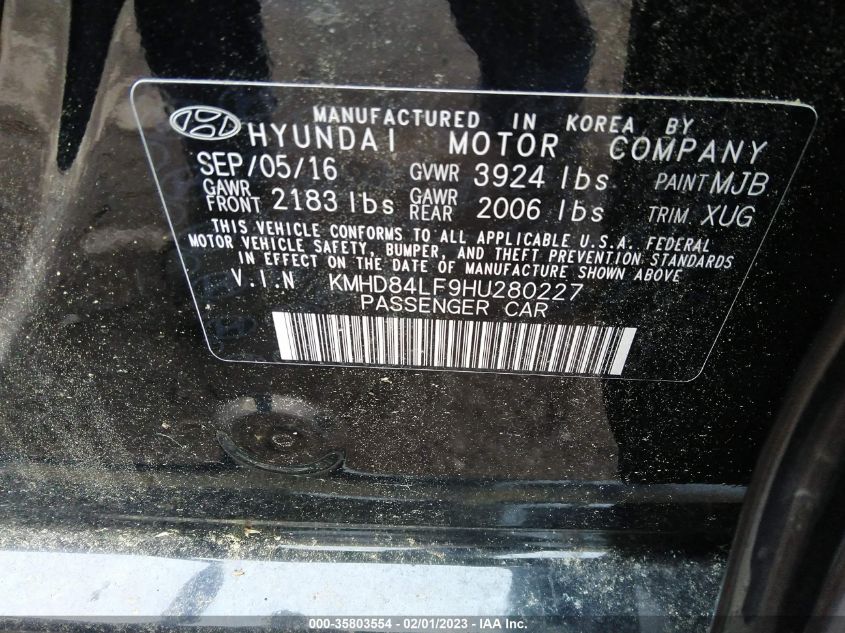 MANUFACTURED IN KOREA BY
HYUNDAI MOTOR COMPANY
SEP/05/16 GVWR 3924 lbs PAINT MJB
GAWR FRONT 2183 lbs GAWR REAR 2006 lbs TRIM XUG
THIS VEHICLE CONFORMS TO ALL APPLICABLE U.S.A. FEDERAL
MOTOR VEHICLE SAFETY, BUMPER, AND THEFT PREVENTION STANDARDS
IN EFFECT ON THE DATE OF MANUFACTURE SHOWN ABOVE
V.I.N KMHD84LF9HU280227
PASSENGER CAR
000-35803554 - 02/01/2023 - IAA Inc.